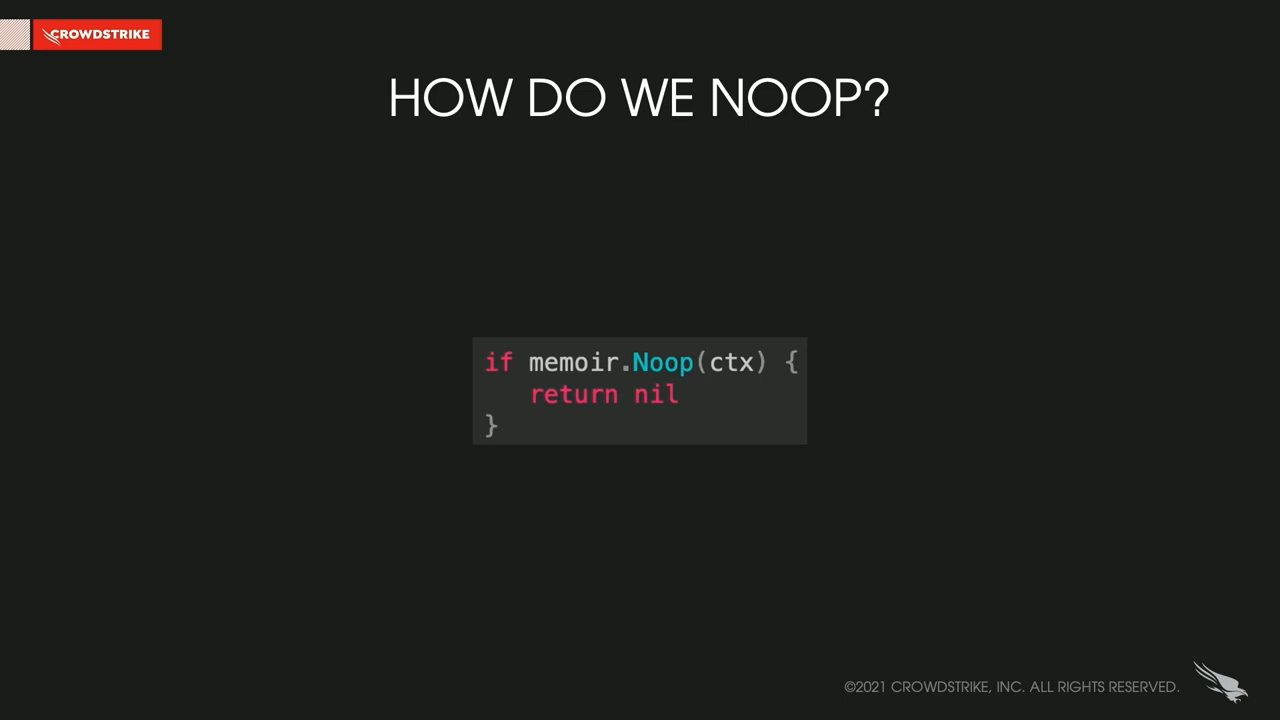 CROWDSTRIKE
HOW DO WE NOOP?
if memoir.Noop(ctx) {
return nil
}
©2021 CROWDSTRIKE, INC. ALL RIGHTS RESERVED.